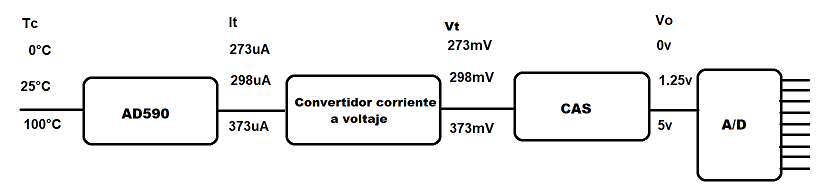 Tc It Vt Vo
0°C 273uA 273mV 0v
25°C 231uA 298mV 1.25v
AD590 Convertidor corriente a voltaje CAS A/D
100°C 373uA 373mV 5v